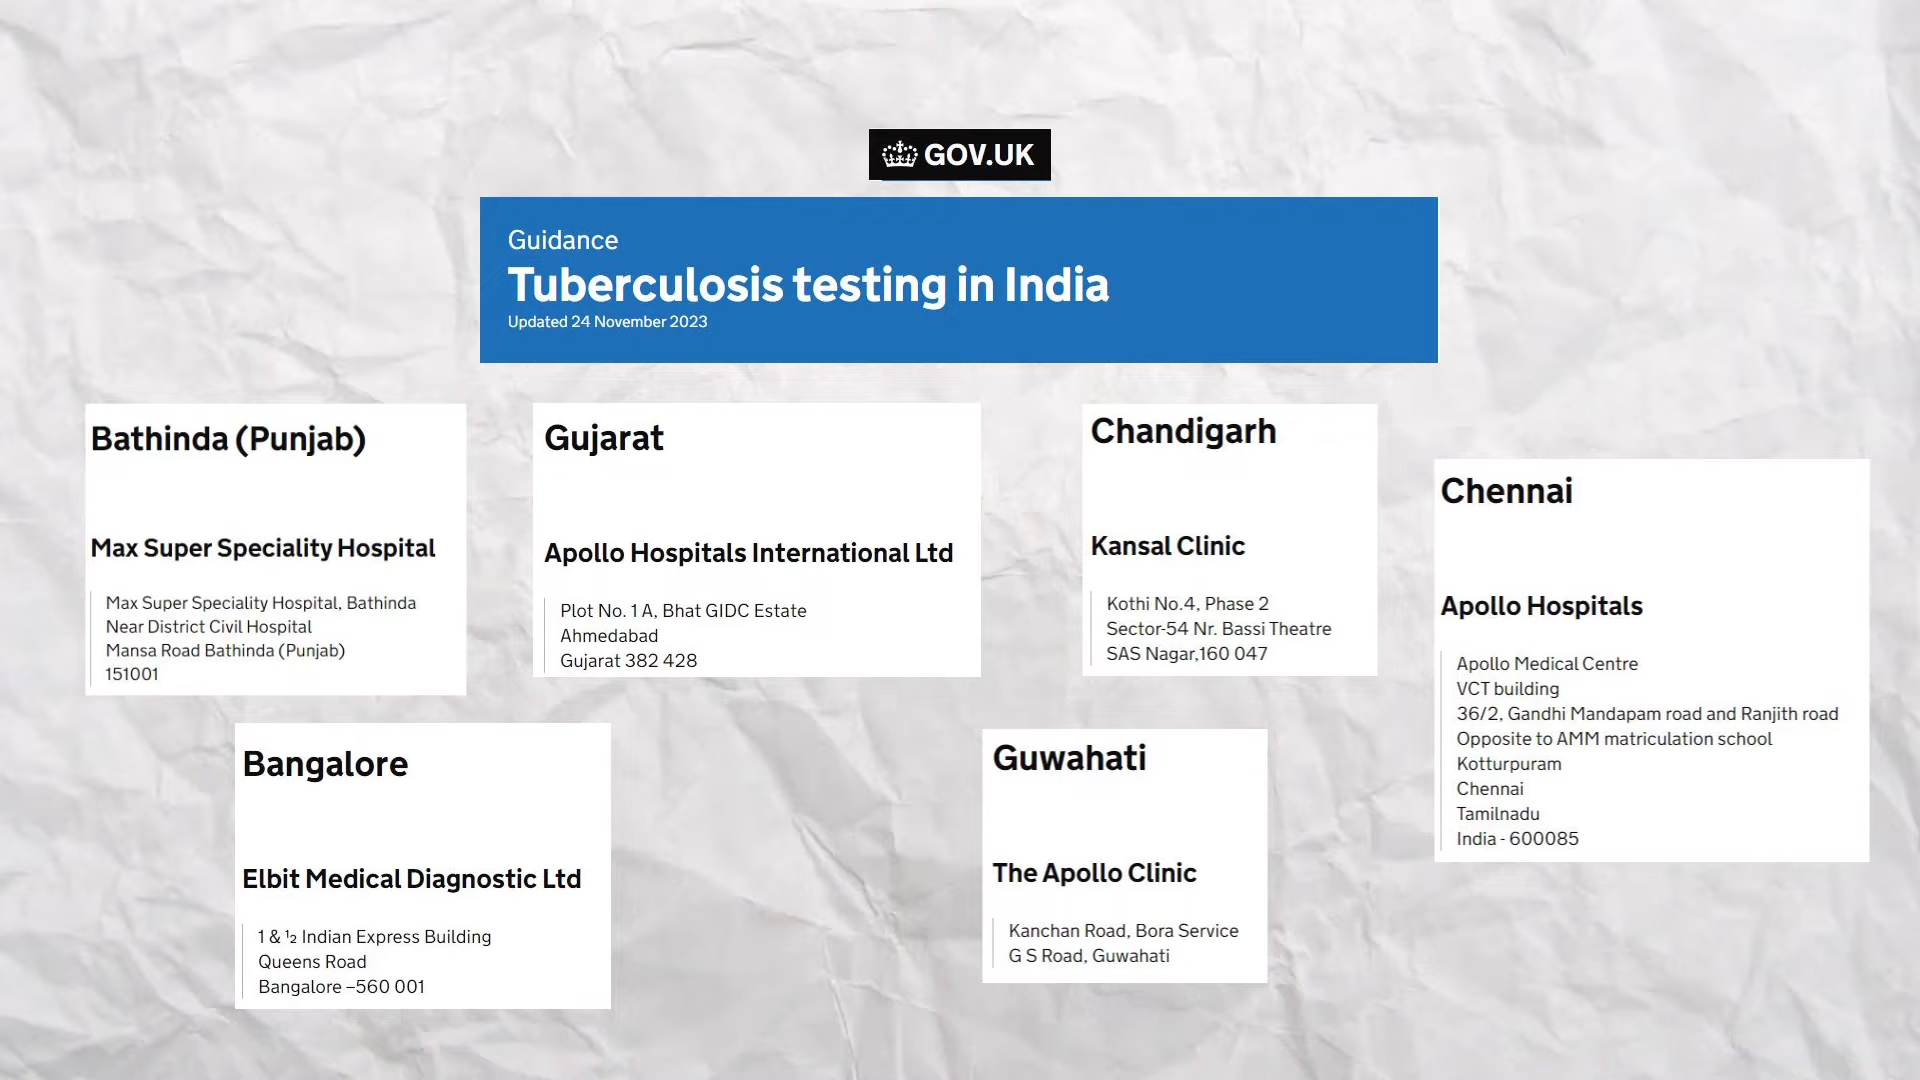 GOV.UK
Guidance
Tuberculosis testing in India
Updated 24 November 2023
Bathinda (Punjab)
Max Super Speciality Hospital
Max Super Speciality Hospital, Bathinda
Near District Civil Hospital
Mansa Road Bathinda (Punjab)
151001
Gujarat
Apollo Hospitals International Ltd
Plot No. 1 A, Bhat GIDC Estate
Ahmedabad
Gujarat 382 428
Chandigarh
Kansal Clinic
Kothi No.4, Phase 2
Sector-54 Nr. Bassi Theatre
SAS Nagar,160 047
Chennai
Apollo Hospitals
Apollo Medical Centre
VCT building
36/2, Gandhi Mandapam road and Ranjith road
Opposite to AMM matriculation school
Kotturpuram
Chennai
Tamilnadu
India - 600085
Bangalore
Elbit Medical Diagnostic Ltd
1 & ½ Indian Express Building
Queens Road
Bangalore –560 001
Guwahati
The Apollo Clinic
Kanchan Road, Bora Service
G S Road, Guwahati